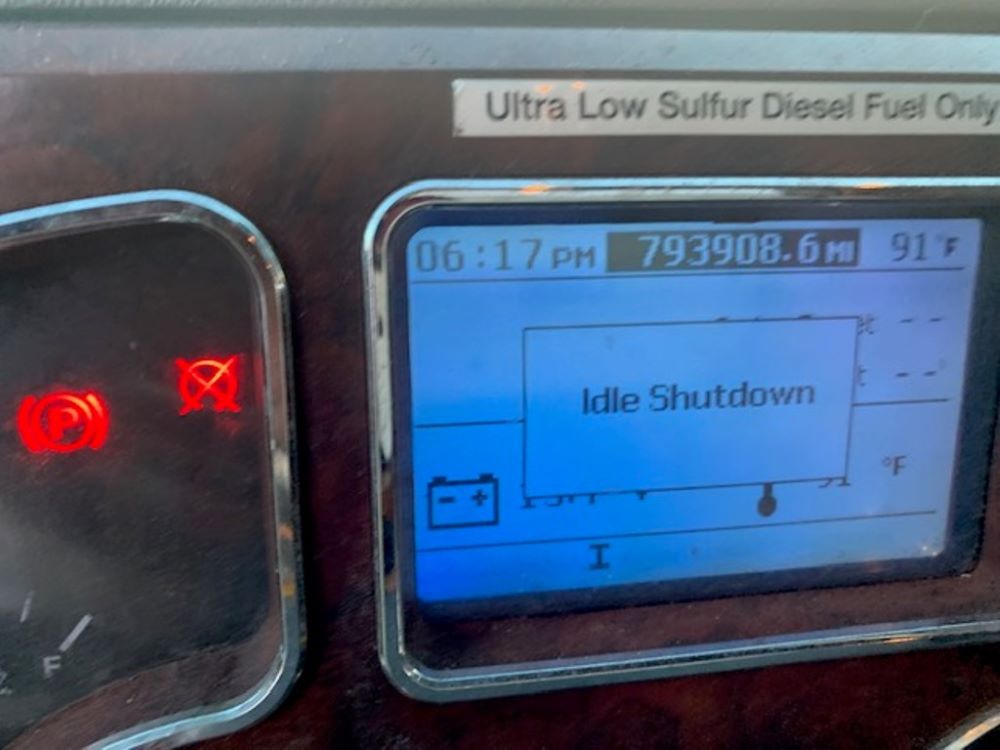 Ultra Low Sulfur Diesel Fuel Only
06:17 PM 793908.6 MI 91°F
Idle Shutdown
P
- +
°F
I
F